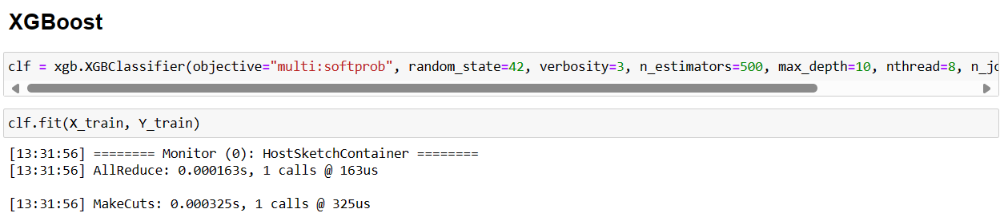 XGBoost
clf = xgb.XGBClassifier(objective="multi:softprob", random_state=42, verbosity=3, n_estimators=500, max_depth=10, nthread=8, n_jo
clf.fit(X_train, Y_train)
[13:31:56] ======== Monitor (0): HostSketchContainer ========
[13:31:56] AllReduce: 0.000163s, 1 calls @ 163us
[13:31:56] MakeCuts: 0.000325s, 1 calls @ 325us